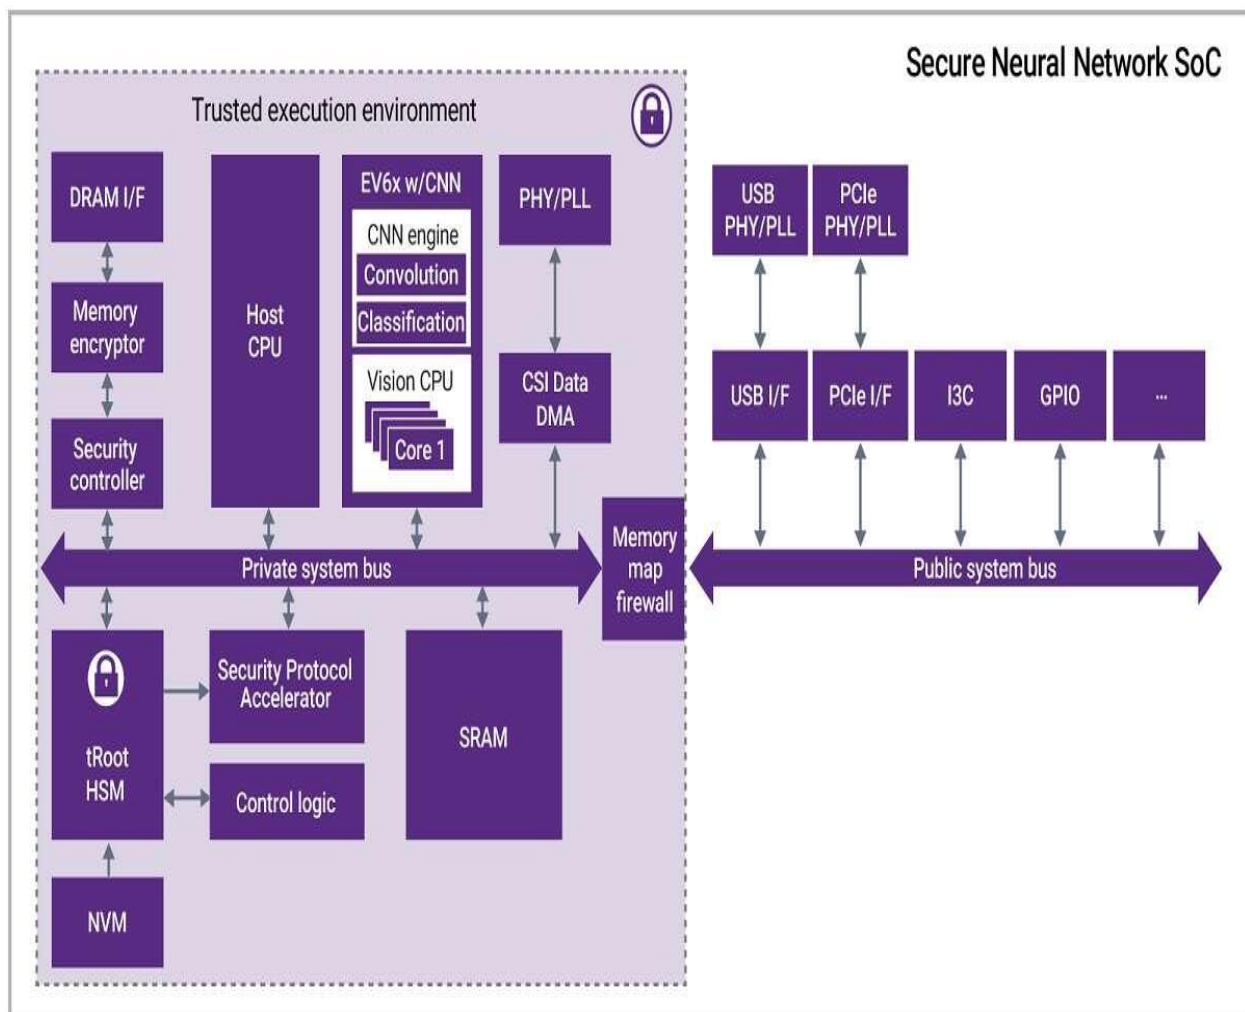 Secure Neural Network SoC
Trusted execution environment
DRAM I/F
Memory
encryptor
Security
controller
Host
CPU
EV6x w/CNN
CNN engine
Convolution
Classification
Vision CPU
Core 1
PHY/PLL
CSI Data
DMA
USB
PHY/PLL
PCIe
PHY/PLL
USB I/F
PCIe I/F
I3C
GPIO
...
Private system bus
Memory
map
firewall
Public system bus
tRoot
HSM
Security Protocol
Accelerator
Control logic
SRAM
NVM